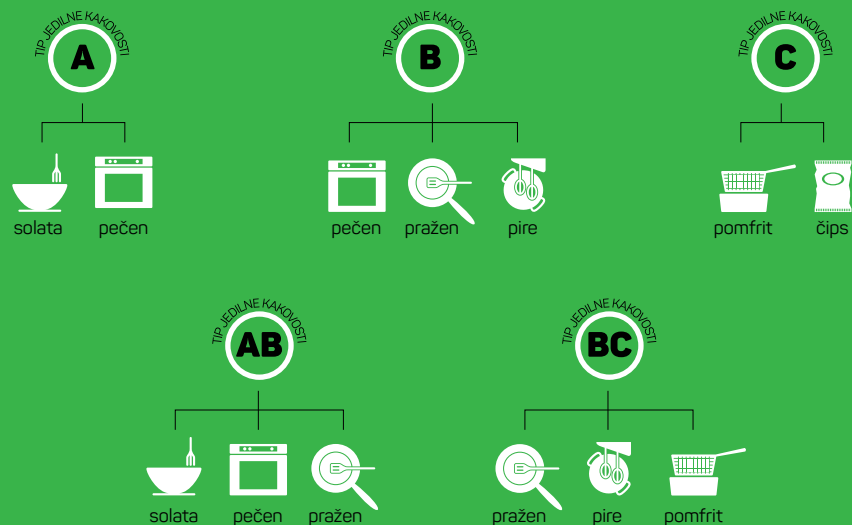 TIP JEDILNE KAKOVOSTI
A
solata
pečen
TIP JEDILNE KAKOVOSTI
B
pečen
pražen
pire
TIP JEDILNE KAKOVOSTI
C
pomfrit
čips
TIP JEDILNE KAKOVOSTI
AB
solata
pečen
pražen
TIP JEDILNE KAKOVOSTI
BC
pražen
pire
pomfrit